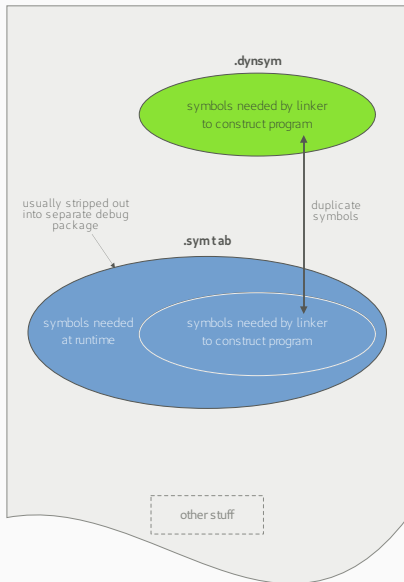 .dynsym
symbols needed by linker
to construct program
usually stripped out
into separate debug
package
duplicate
symbols
.symtab
symbols needed
at runtime
symbols needed by linker
to construct program
other stuff